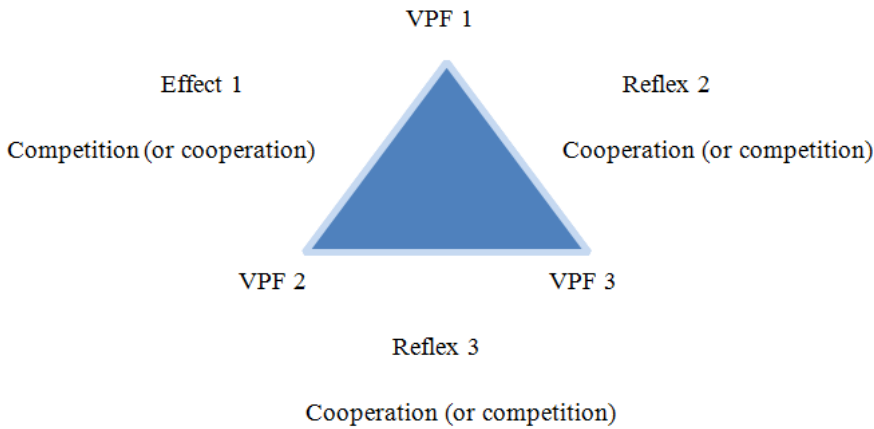 VPF 1
Effect 1
Reflex 2
Competition (or cooperation)
Cooperation (or competition)
VPF 2
VPF 3
Reflex 3
Cooperation (or competition)